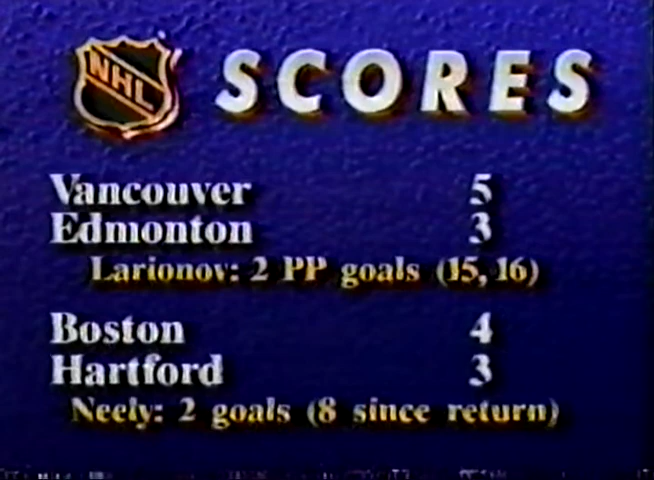 NHL
SCORES
Vancouver 5
Edmonton 3
Larionov: 2 PP goals (15, 16)
Boston 4
Hartford 3
Neely: 2 goals (8 since return)